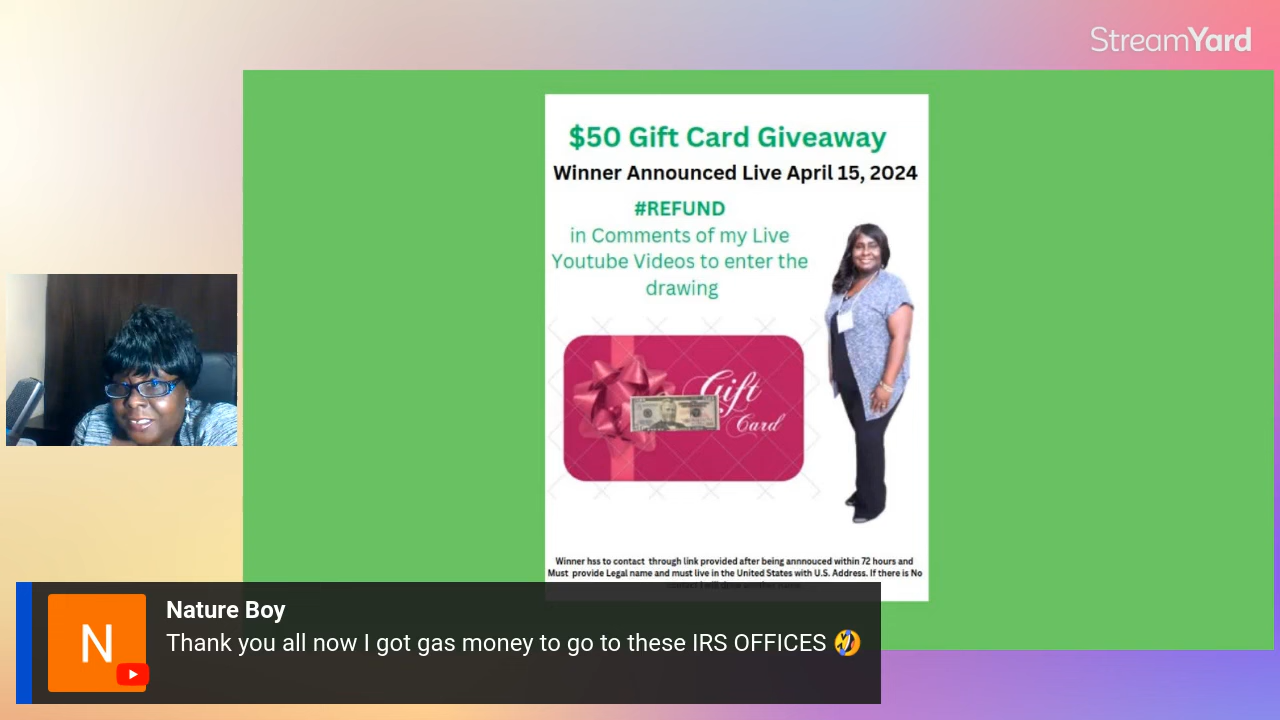 StreamYard
$50 Gift Card Giveaway
Winner Announced Live April 15, 2024
#REFUND
in Comments of my Live
Youtube Videos to enter the
drawing
Gift
Card
Winner hss to contact through link provided after being annnouced within 72 hours and
Must provide Legal name and must live in the United States with U.S. Address. If there is No
N
Nature Boy
Thank you all now I got gas money to go to these IRS OFFICES 🤣